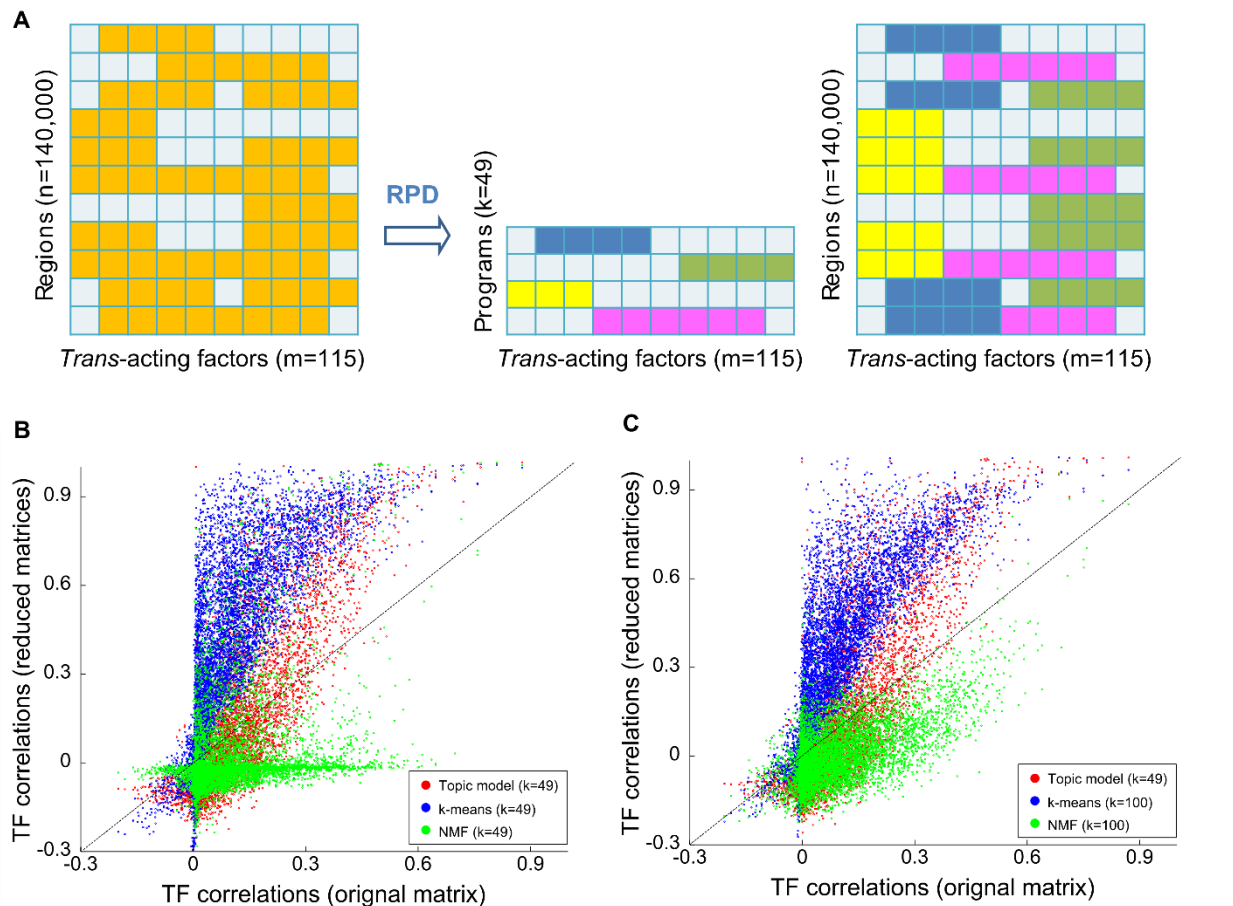 A
Regions (n=140,000)
Trans-acting factors (m=115)
RPD
Programs (k=49)
Trans-acting factors (m=115)
Regions (n=140,000)
Trans-acting factors (m=115)
B
TF correlations (reduced matrices)
0.9
0.6
0.3
0
-0.3
-0.3
0
0.3
0.6
0.9
TF correlations (orignal matrix)
Topic model (k=49)
k-means (k=49)
NMF (k=49)
C
TF correlations (reduced matrices)
0.9
0.6
0.3
0
-0.3
-0.3
0
0.3
0.6
0.9
TF correlations (orignal matrix)
Topic model (k=49)
k-means (k=100)
NMF (k=100)